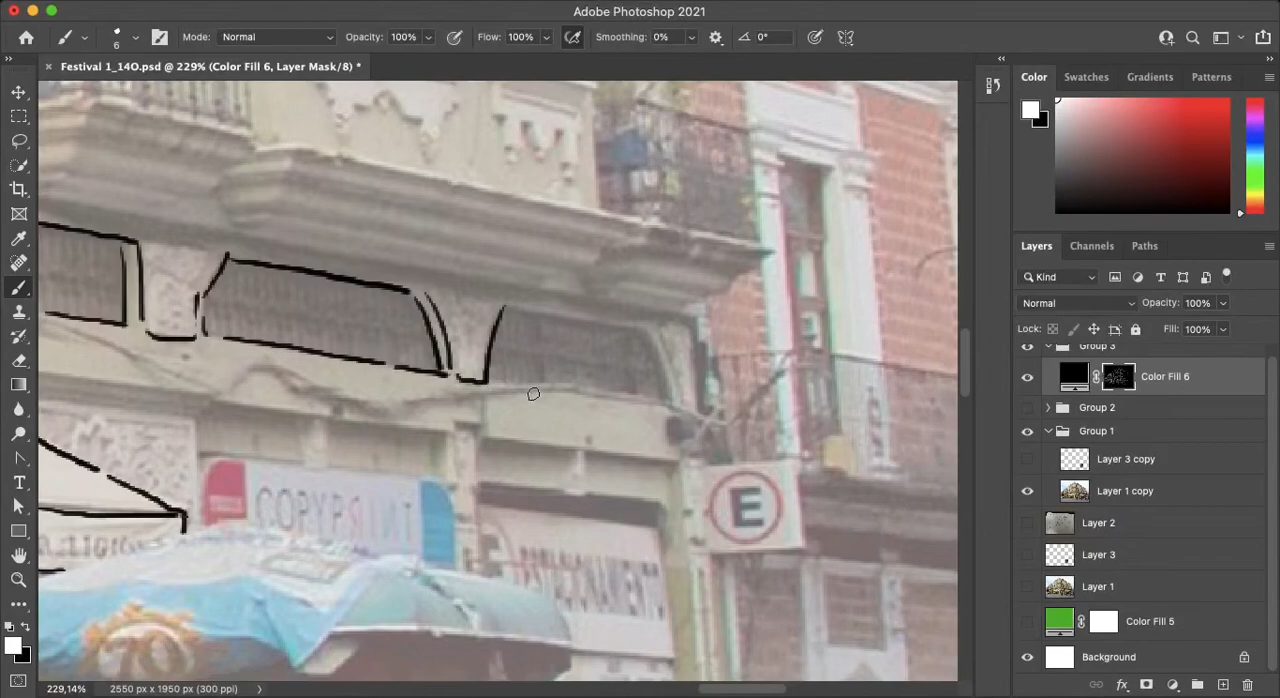 Adobe Photoshop 2021
6
Mode:
Normal
Opacity:
100%
Flow:
100%
Smoothing:
0%
0°
Festival 1_14O.psd @ 229% (Color Fill 6, Layer Mask/8) *
Color
Swatches
Gradients
Patterns
Layers
Channels
Paths
Kind
Normal
Opacity:
100%
Lock:
Fill:
100%
Group 3
Color Fill 6
Group 2
Group 1
Layer 3 copy
Layer 1 copy
Layer 2
Layer 3
Layer 1
Color Fill 5
Background
E
70
229,14%
2550 px x 1950 px (300 ppi)